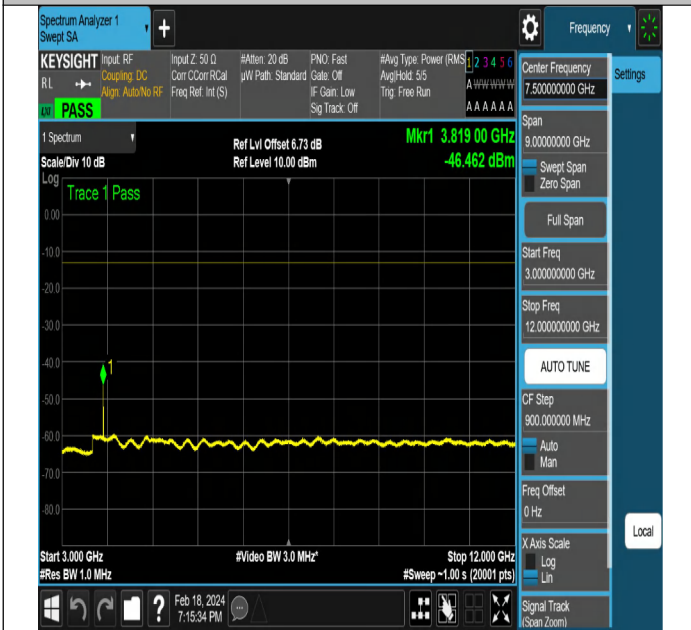 Spectrum Analyzer 1
Swept SA
+
Frequency
KEYSIGHT
RL
LXI
PASS
Input: RF
Coupling: DC
Align: Auto/No RF
Input Z: 50 Ω
Corr CCorr RCal
Freq Ref: Int (S)
#Atten: 20 dB
µW Path: Standard
PNO: Fast
Gate: Off
IF Gain: Low
Sig Track: Off
#Avg Type: Power (RMS
Avg|Hold: 5/5
Trig: Free Run
1 2 3 4 5 6
A W W W W W
A A A A A A
1 Spectrum
Scale/Div 10 dB
Log
Ref Lvl Offset 6.73 dB
Ref Level 10.00 dBm
Mkr1 3.819 00 GHz
-46.462 dBm
Trace 1 Pass
0.00
-10.0
-20.0
-30.0
-40.0
-50.0
-60.0
-70.0
-80.0
1
Start 3.000 GHz
#Res BW 1.0 MHz
#Video BW 3.0 MHz*
Stop 12.000 GHz
#Sweep ~1.00 s (20001 pts)
Center Frequency
7.500000000 GHz
Settings
Span
9.00000000 GHz
Swept Span
Zero Span
Full Span
Start Freq
3.000000000 GHz
Stop Freq
12.000000000 GHz
AUTO TUNE
CF Step
900.000000 MHz
Auto
Man
Freq Offset
0 Hz
X Axis Scale
Log
Lin
Signal Track
(Span Zoom)
Local
?
Feb 18, 2024
7:15:34 PM